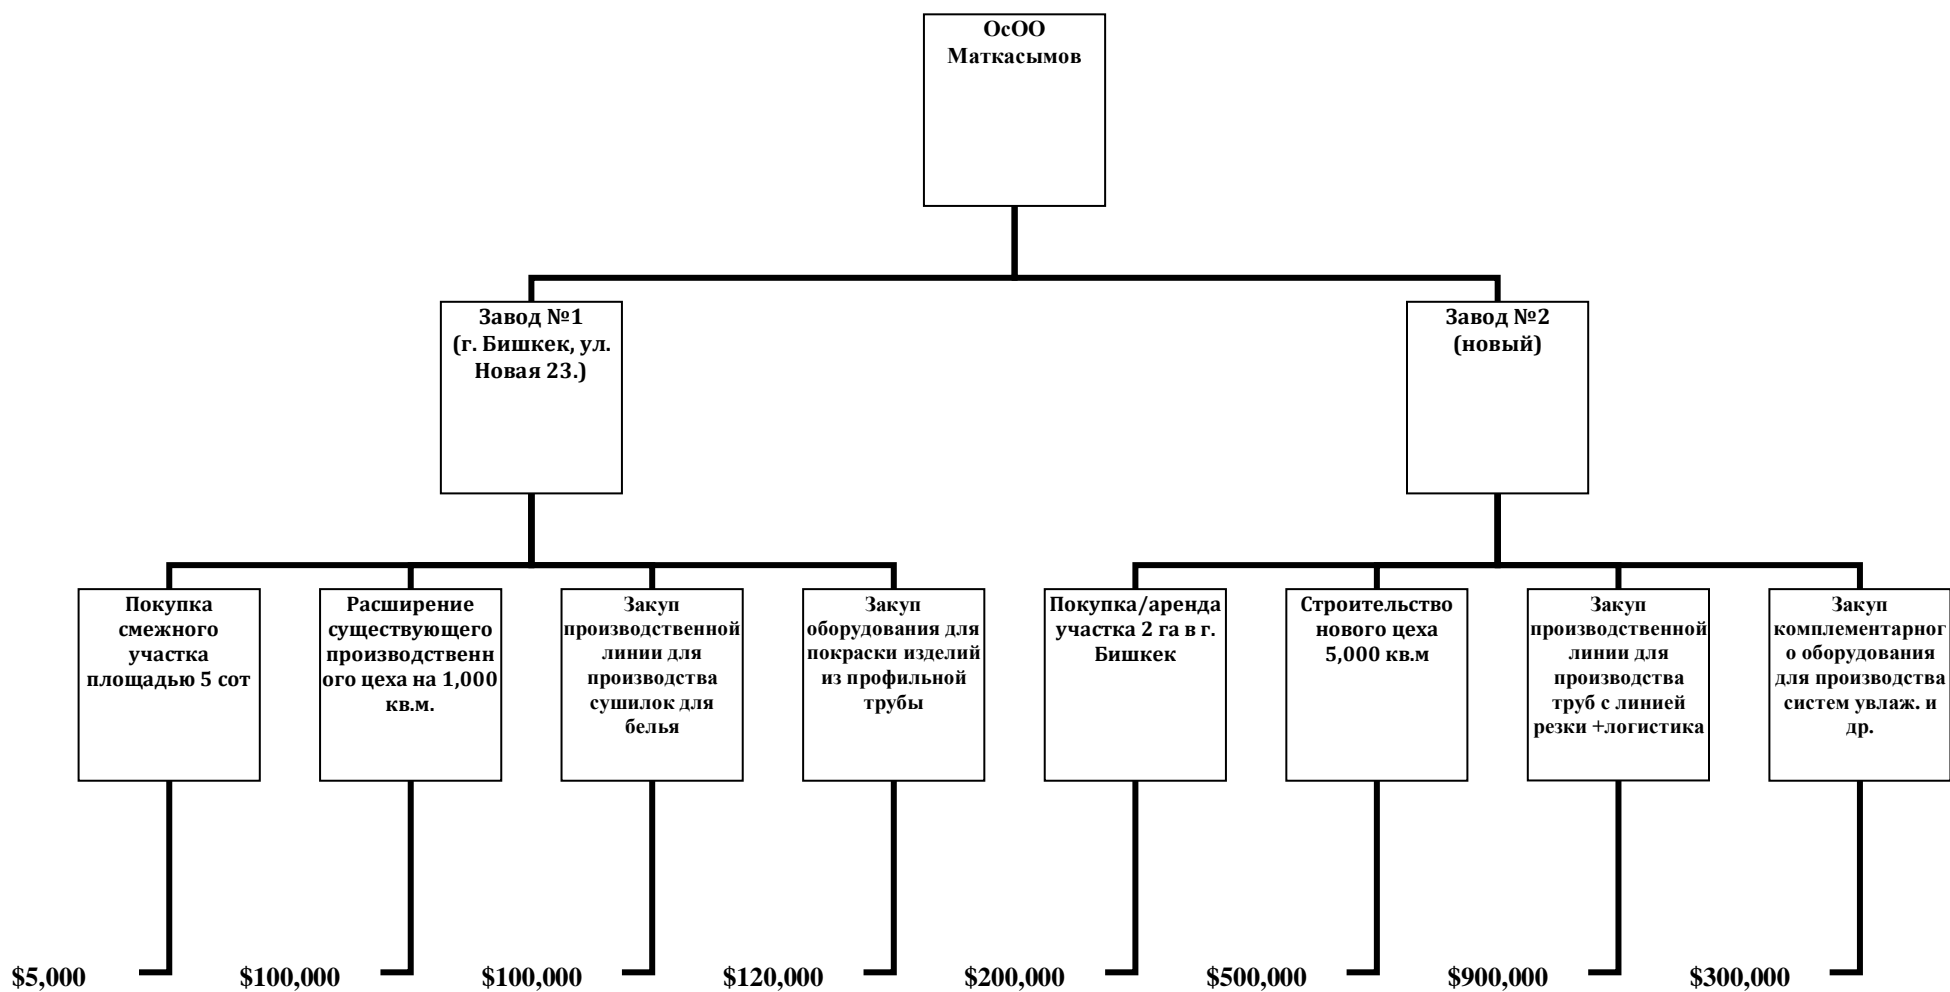 ОсОО
Маткасымов
Завод №1
(г. Бишкек, ул.
Новая 23.)
Завод №2
(новый)
Покупка
смежного
участка
площадью 5 сот
Расширение
существующего
производственн
ого цеха на 1,000
кв.м.
Закуп
производственной
линии для
производства
сушилок для
белья
Закуп
оборудования для
покраски изделий
из профильной
трубы
Покупка/аренда
участка 2 га в г.
Бишкек
Строительство
нового цеха
5,000 кв.м
Закуп
производственной
линии для
производства
труб с линией
резки +логистика
Закуп
комплементарног
о оборудования
для производства
систем увлаж. и
др.
$5,000
$100,000
$100,000
$120,000
$200,000
$500,000
$900,000
$300,000